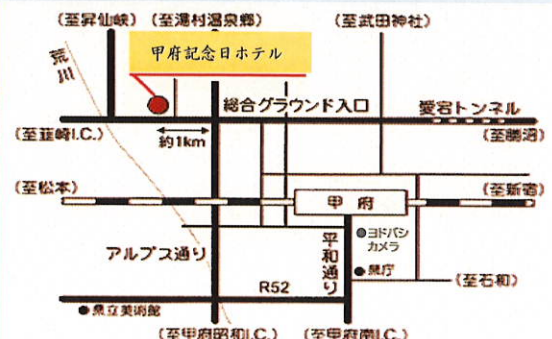 (至昇仙峡)
(至湯村温泉郷)
(至武田神社)
荒川
甲府記念日ホテル
総合グラウンド入口
愛宕トンネル
(至韮崎I.C.)
約1km
(至勝沼)
(至松本)
甲府
(至新宿)
アルプス通り
平和通り
ヨドバシ
カメラ
県庁
(至石和)
R52
県立美術館
(至甲府昭和I.C.)
(至甲府南I.C.)